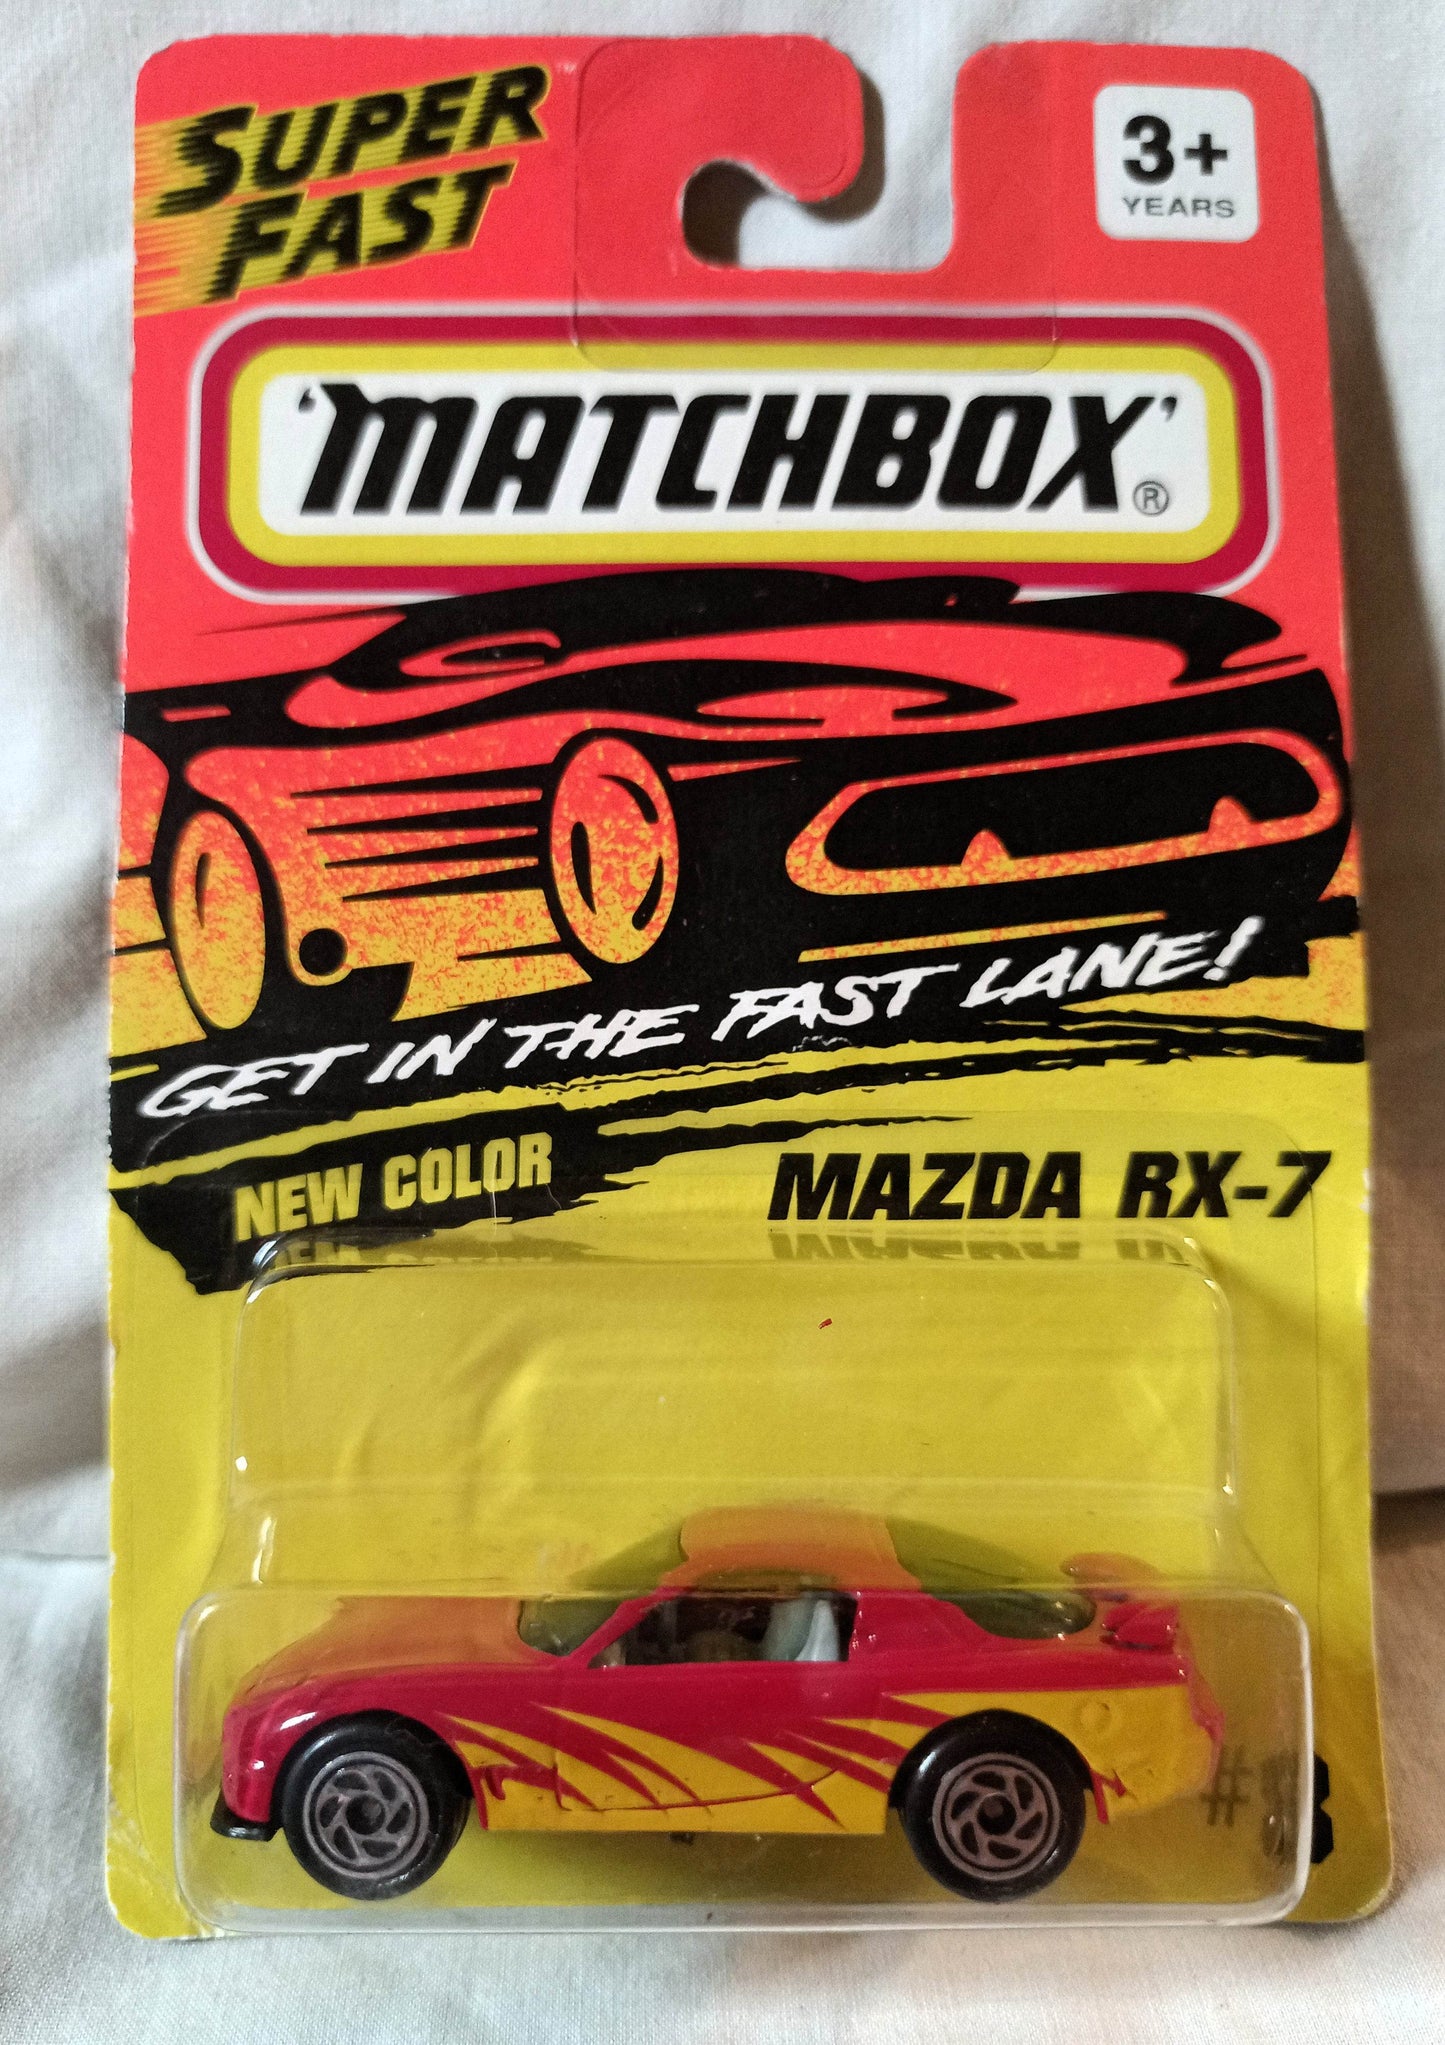 SUPER
FAST
3+
YEARS
'MATCHBOX'®
GET IN THE FAST LANE!
NEW COLOR
MAZDA RX-7